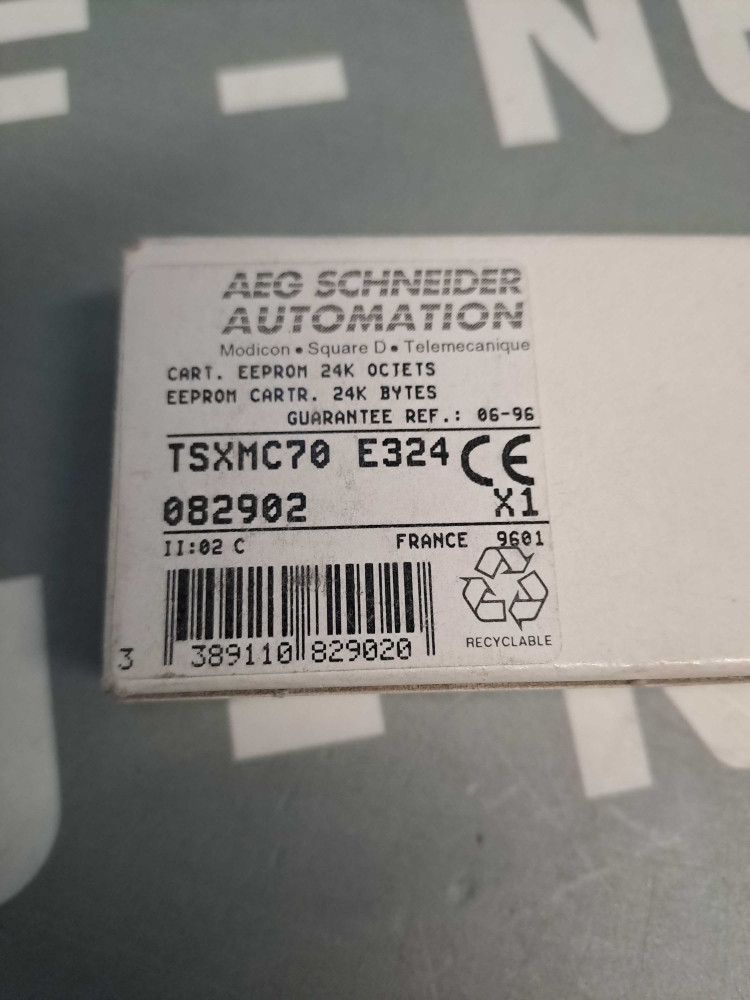 AEG SCHNEIDER
AUTOMATION
Modicon • Square D • Telemecanique
CART. EEPROM 24K OCTETS
EEPROM CARTR. 24K BYTES
GUARANTEE REF.: 06-96
TSXMC70 E324 CE
082902 X1
II:02 C FRANCE 9601
RECYCLABLE
3 389110 829020